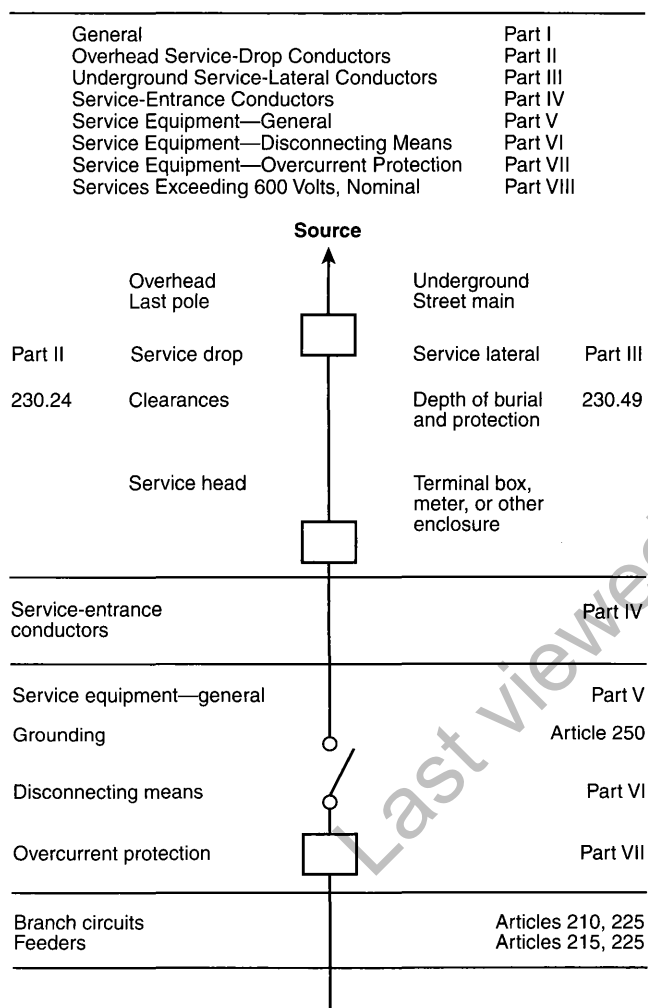 General Part I
Overhead Service-Drop Conductors Part II
Underground Service-Lateral Conductors Part III
Service-Entrance Conductors Part IV
Service Equipment—General Part V
Service Equipment—Disconnecting Means Part VI
Service Equipment—Overcurrent Protection Part VII
Services Exceeding 600 Volts, Nominal Part VIII
Source
Overhead Underground
Last pole Street main
Part II Service drop Service lateral Part III
230.24 Clearances Depth of burial 230.49
and protection
Service head Terminal box,
meter, or other
enclosure
Service-entrance Part IV
conductors
Service equipment—general Part V
Grounding Article 250
Disconnecting means Part VI
Overcurrent protection Part VII
Branch circuits Articles 210, 225
Feeders Articles 215, 225
Last viewed